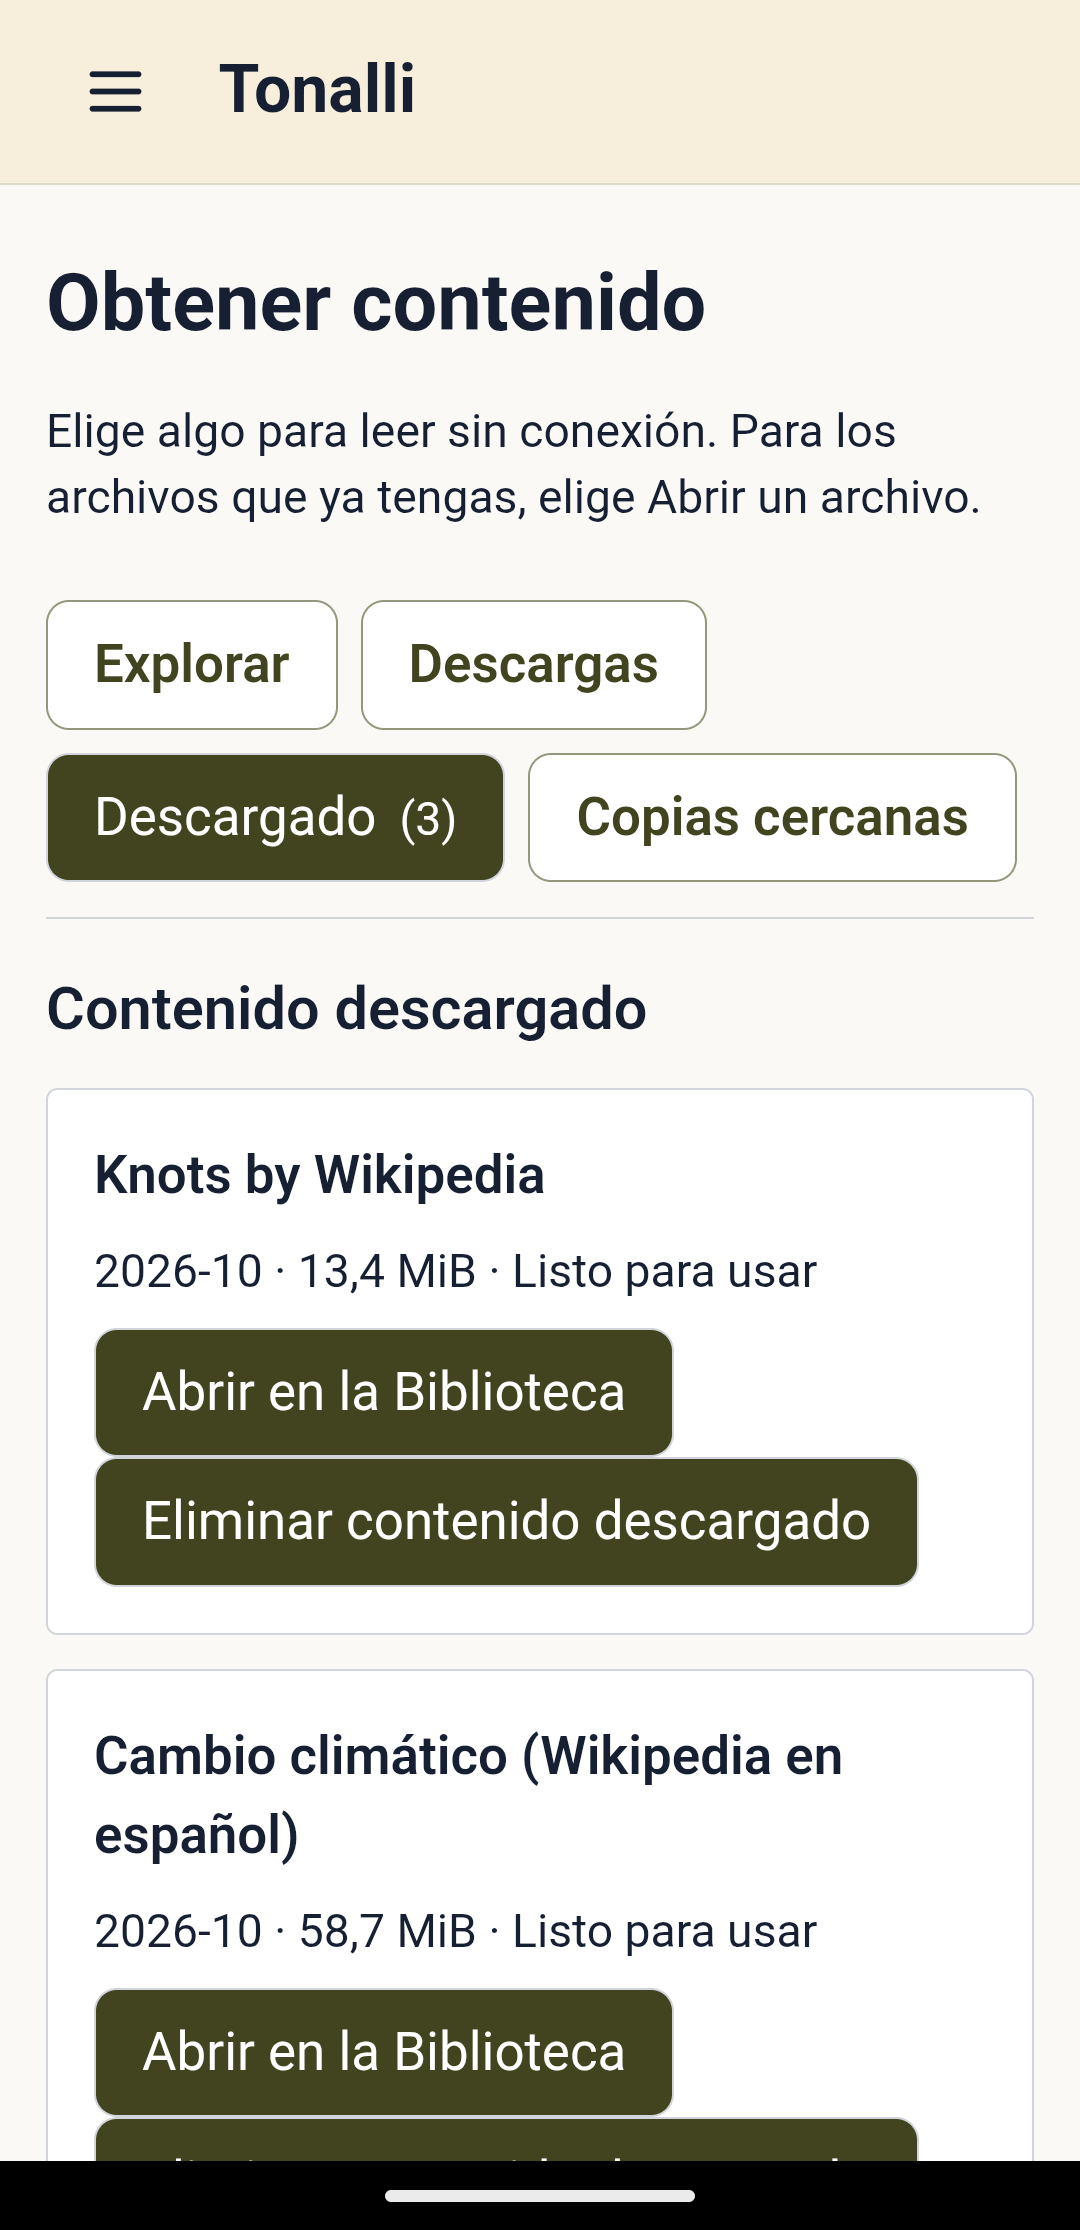 Tonalli
Obtener contenido
Elige algo para leer sin conexión. Para los
archivos que ya tengas, elige Abrir un archivo.
Explorar
Descargas
Descargado (3)
Copias cercanas
Contenido descargado
Knots by Wikipedia
2026-10 · 13,4 MiB · Listo para usar
Abrir en la Biblioteca
Eliminar contenido descargado
Cambio climático (Wikipedia en
español)
2026-10 · 58,7 MiB · Listo para usar
Abrir en la Biblioteca